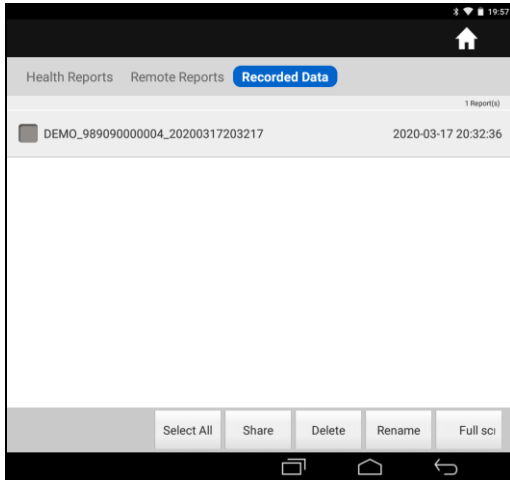 19:57
Health Reports Remote Reports Recorded Data
1 Report(s)
DEMO_989090000004_20200317203217 2020-03-17 20:32:36
Select All Share Delete Rename Full scr